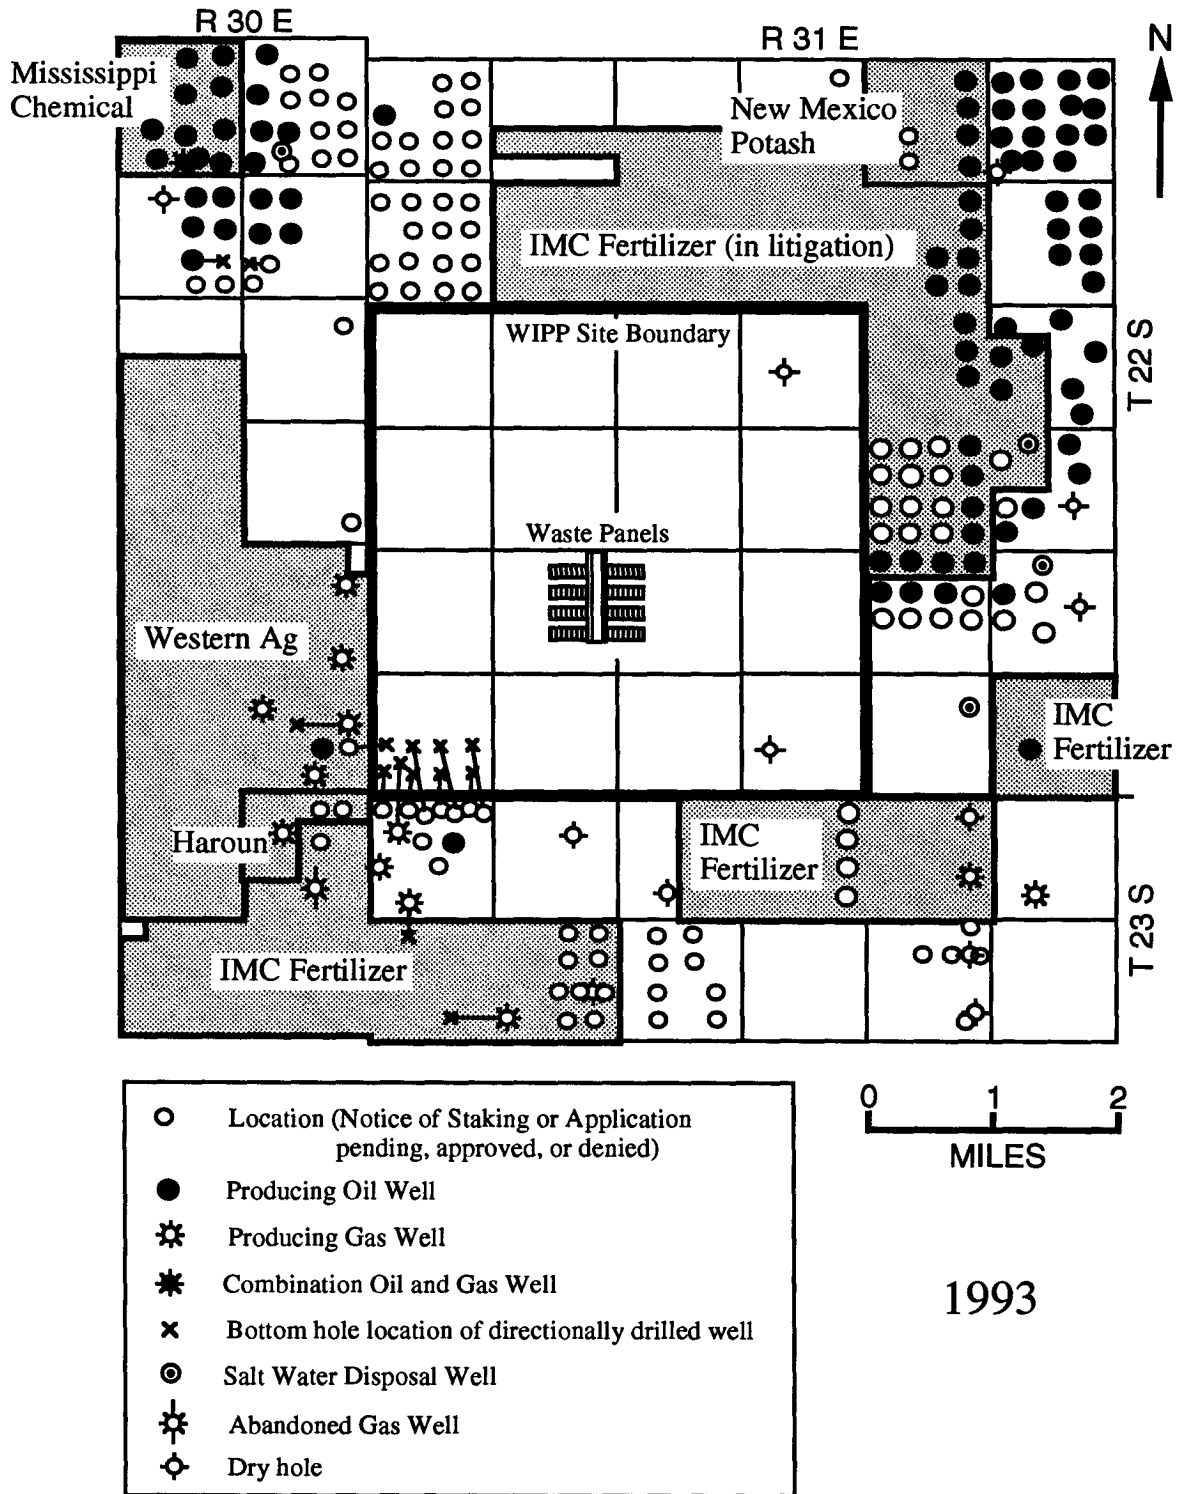 R 30 E
R 31 E
N
Mississippi
Chemical
New Mexico
Potash
IMC Fertilizer (in litigation)
WIPP Site Boundary
T 22 S
Waste Panels
Western Ag
IMC
Fertilizer
Haroun
IMC
Fertilizer
T 23 S
IMC Fertilizer
0 1 2
MILES
Location (Notice of Staking or Application
pending, approved, or denied)
Producing Oil Well
Producing Gas Well
Combination Oil and Gas Well
Bottom hole location of directionally drilled well
Salt Water Disposal Well
Abandoned Gas Well
Dry hole
1993